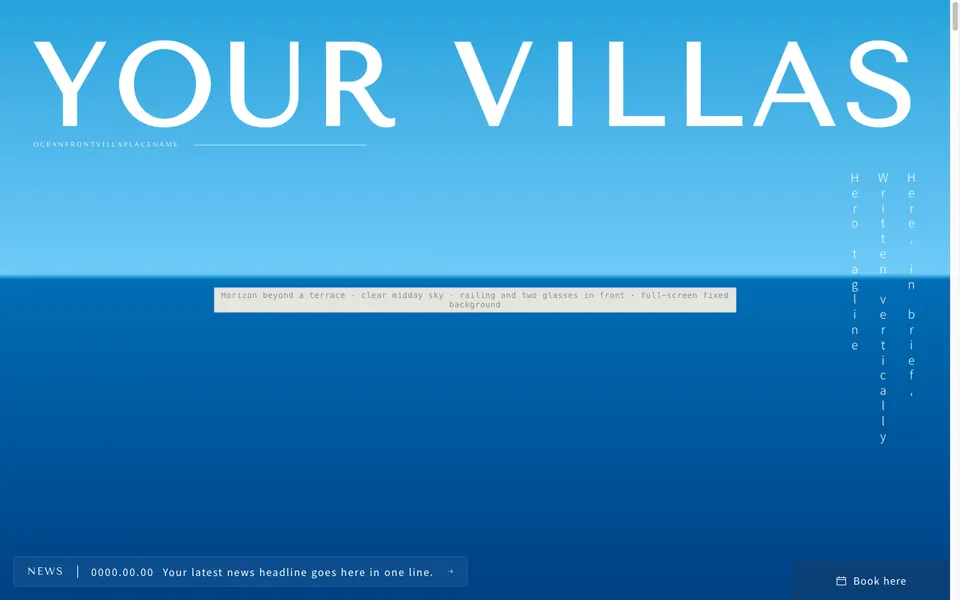 YOUR VILLAS
OCEANFRONTVILLAPLACENAME
Here, in brief,
Written vertically
Hero tagline
Horizon beyond a terrace · clear midday sky · railing and two glasses in front · full-screen fixed
background
NEWS 0000.00.00 Your latest news headline goes here in one line. →
Book here